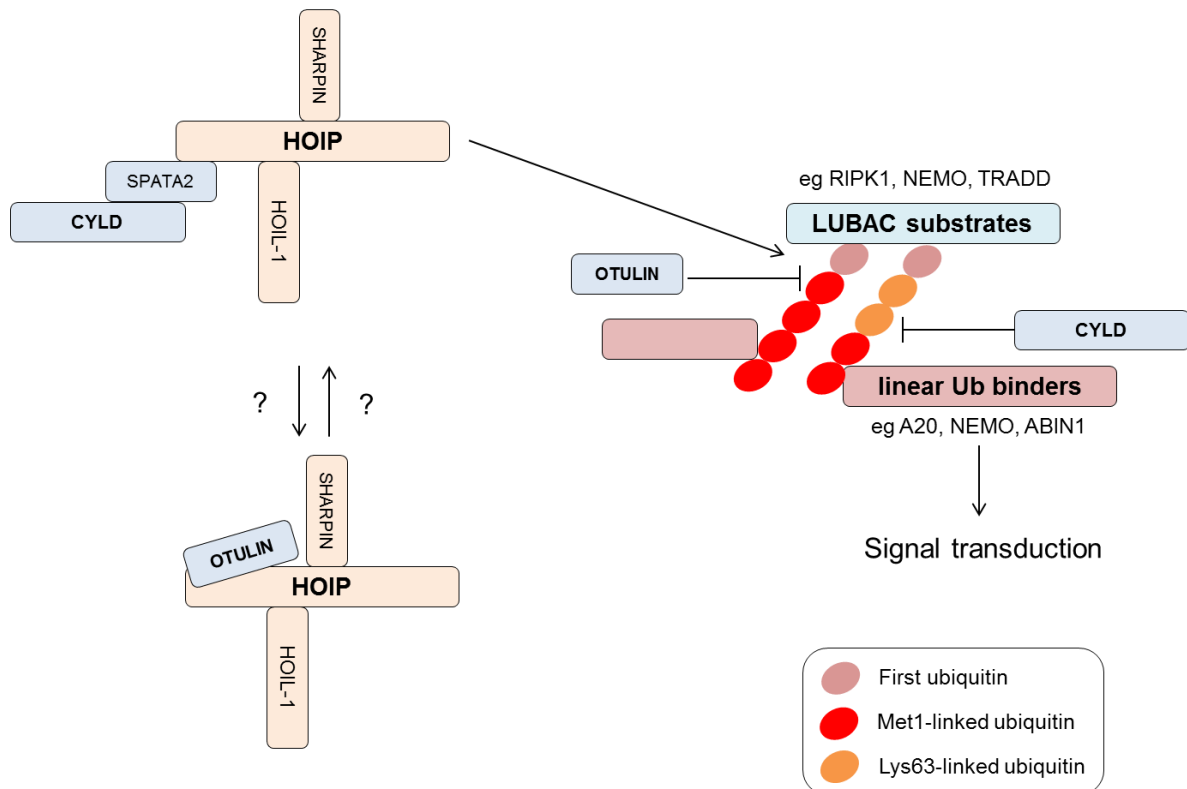 SHARPIN
HOIP
SPATA2
CYLD
HOIL-1
eg RIPK1, NEMO, TRADD
LUBAC substrates
OTULIN
CYLD
linear Ub binders
eg A20, NEMO, ABIN1
Signal transduction
? ?
SHARPIN
OTULIN
HOIP
HOIL-1
First ubiquitin
Met1-linked ubiquitin
Lys63-linked ubiquitin